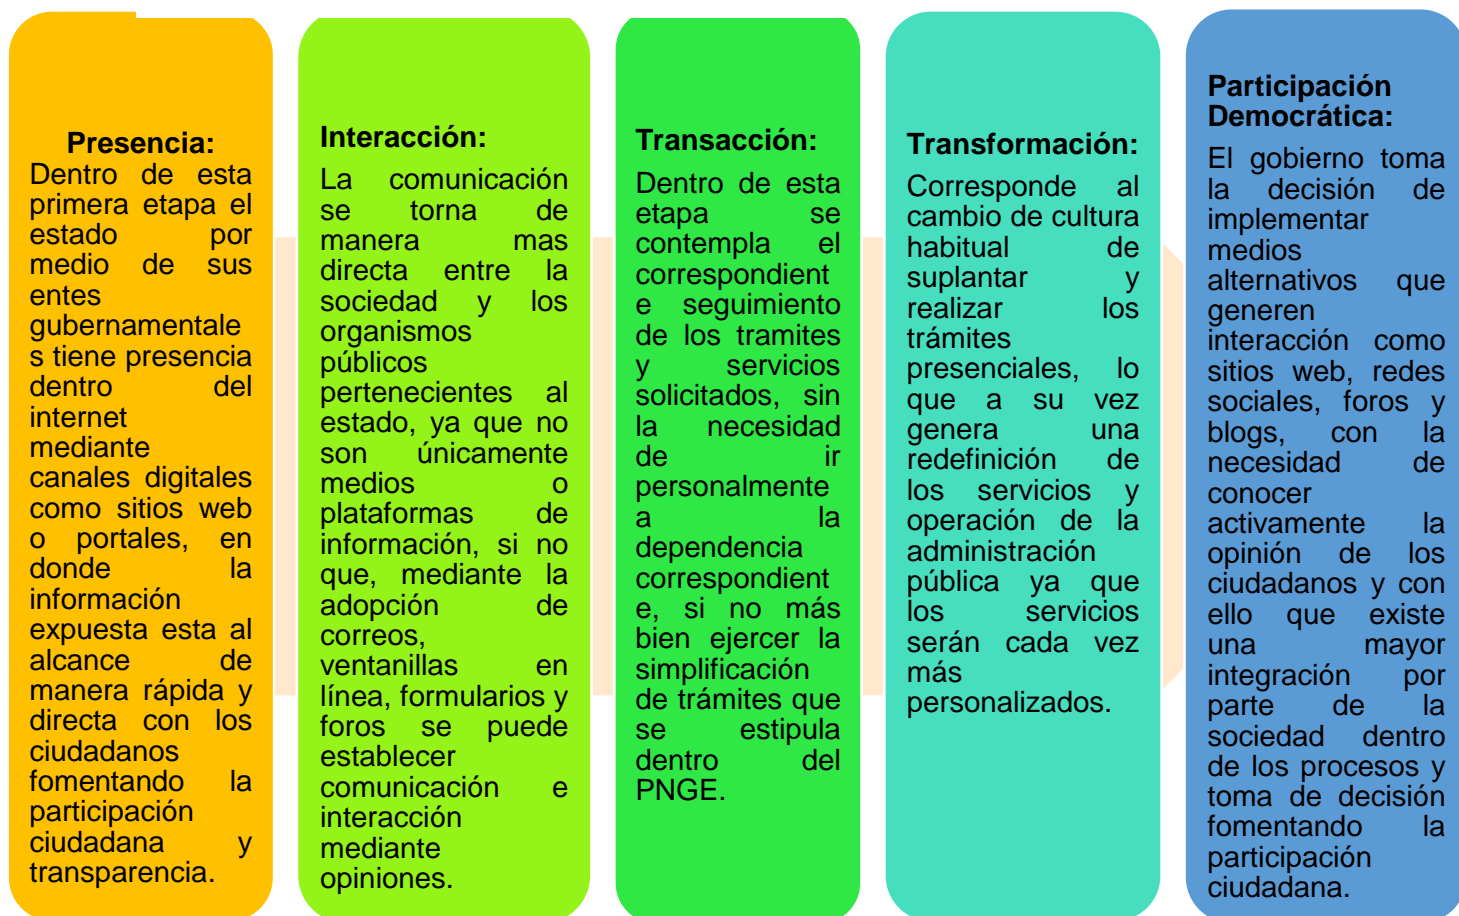 Presencia:
Dentro de esta
primera etapa el
estado por
medio de sus
entes
gubernamentale
s tiene presencia
dentro del
internet
mediante
canales digitales
como sitios web
o portales, en
donde la
información
expuesta esta al
alcance de
manera rápida y
directa con los
ciudadanos
fomentando la
participación
ciudadana y
transparencia.
Interacción:
La comunicación
se torna de
manera mas
directa entre la
sociedad y los
organismos
públicos
pertenecientes al
estado, ya que no
son únicamente
medios o
plataformas de
información, si no
que, mediante la
adopción de
correos,
ventanillas en
línea, formularios y
foros se puede
establecer
comunicación e
interacción
mediante
opiniones.
Transacción:
Dentro de esta
etapa se
contempla el
correspondient
e seguimiento
de los tramites
y servicios
solicitados, sin
la necesidad
de ir
personalmente
a la
dependencia
correspondient
e, si no más
bien ejercer la
simplificación
de trámites que
se estipula
dentro del
PNGE.
Transformación:
Corresponde al
cambio de cultura
habitual de
suplantar y
realizar los
trámites
presenciales, lo
que a su vez
genera una
redefinición de
los servicios y
operación de la
administración
pública ya que
los servicios
serán cada vez
más
personalizados.
Participación
Democrática:
El gobierno toma
la decisión de
implementar
medios
alternativos que
generen
interacción como
sitios web, redes
sociales, foros y
blogs, con la
necesidad de
conocer
activamente la
opinión de los
ciudadanos y con
ello que existe
una mayor
integración por
parte de la
sociedad dentro
de los procesos y
toma de decisión
fomentando la
participación
ciudadana.